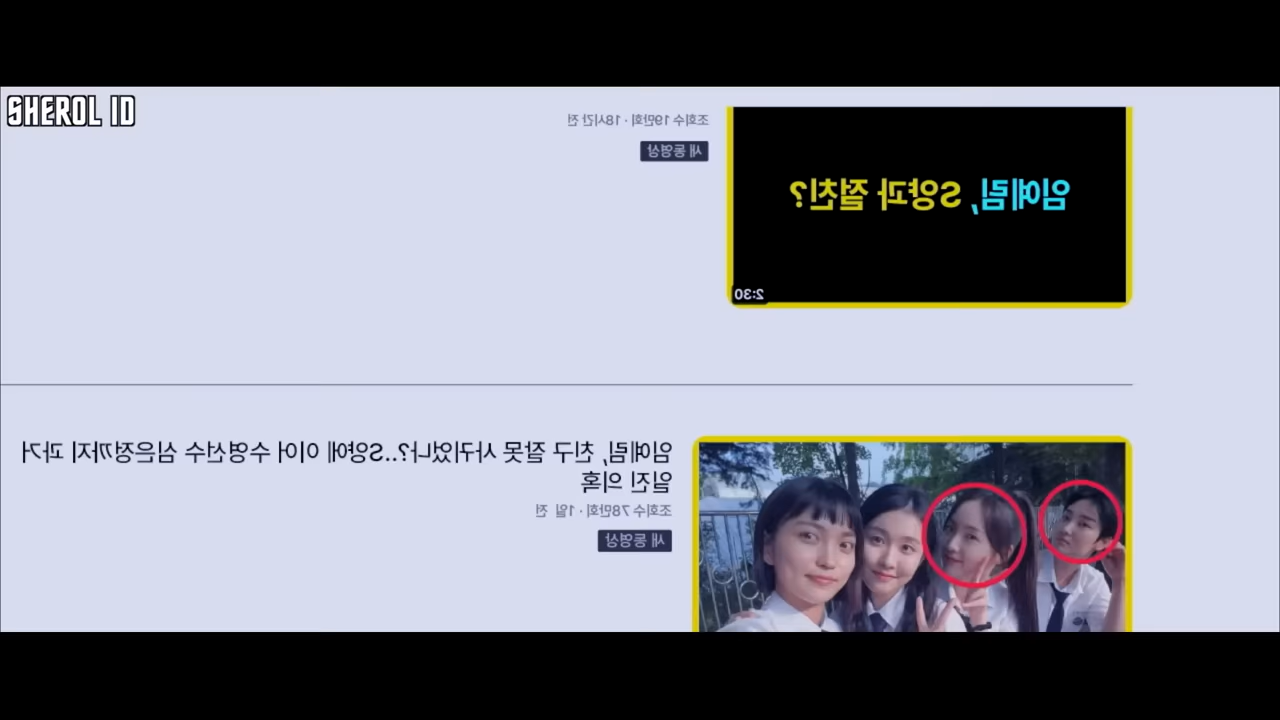 SHEROL ID
조회수 19만회 · 18시간 전
새 동영상
임예림, S양과 절친?
2:30
임예림, 친구 잘못 사귀었나?..S양에 이어 수영선수 심은정까지 과거
일진 의혹
조회수 78만회 · 1일 전
새 동영상